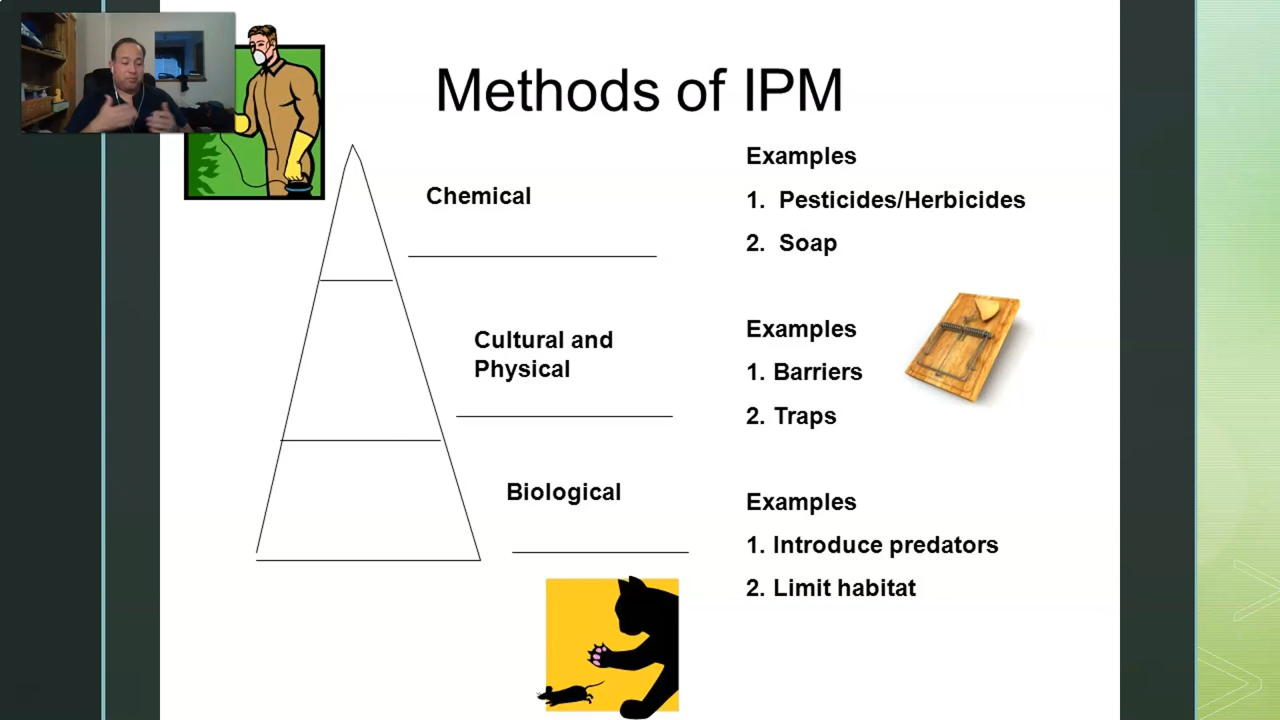 Methods of IPM
Chemical
Examples
1. Pesticides/Herbicides
2. Soap
Cultural and
Physical
Examples
1. Barriers
2. Traps
Biological
Examples
1. Introduce predators
2. Limit habitat